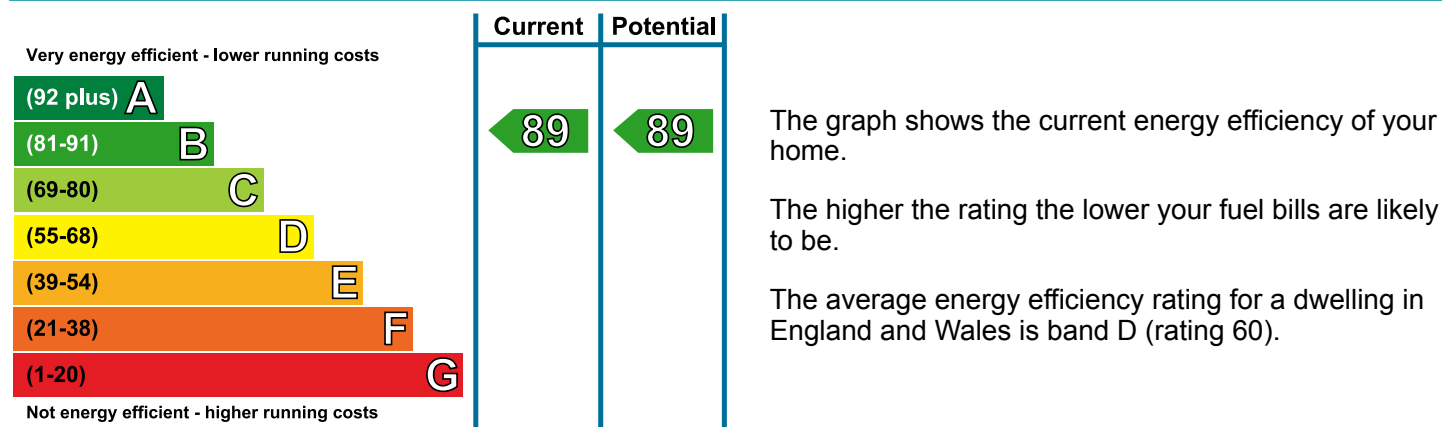 Current Potential
Very energy efficient - lower running costs
(92 plus) A
(81-91) B
(69-80) C
(55-68) D
(39-54) E
(21-38) F
(1-20) G
Not energy efficient - higher running costs
89 89
The graph shows the current energy efficiency of your
home.
The higher the rating the lower your fuel bills are likely
to be.
The average energy efficiency rating for a dwelling in
England and Wales is band D (rating 60).